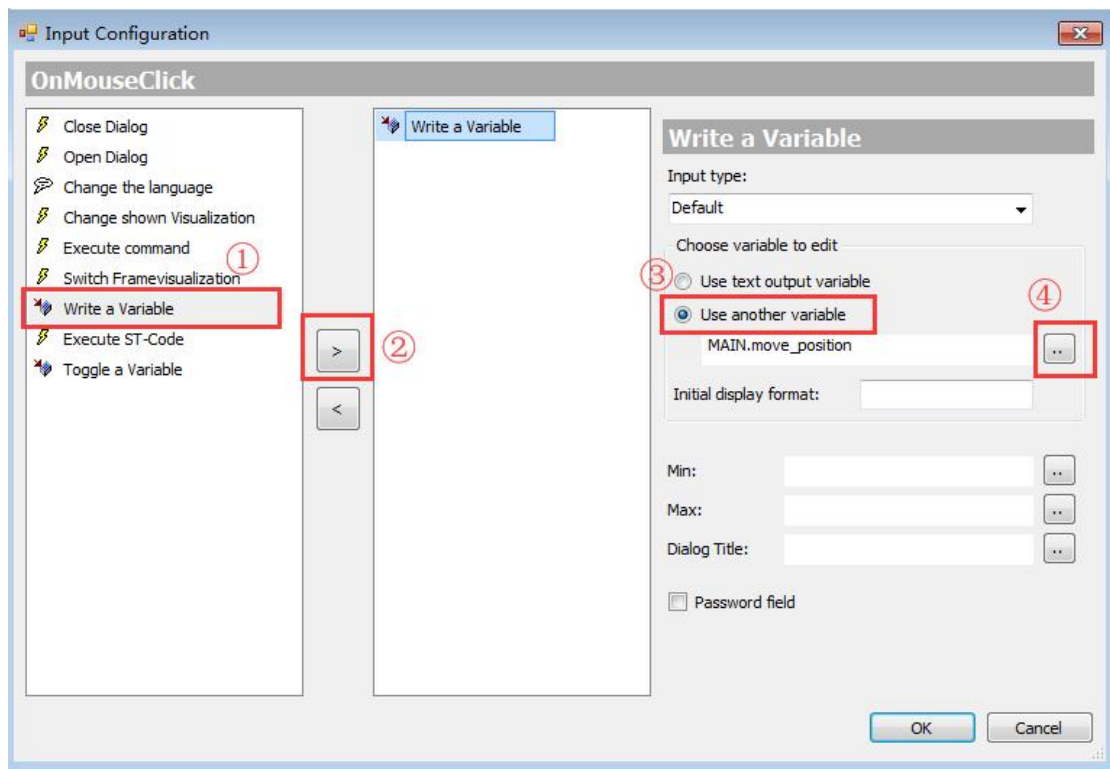 Input Configuration
OnMouseClick
Close Dialog
Open Dialog
Change the language
Change shown Visualization
Execute command
①
Switch Framevisualization
Write a Variable
Execute ST-Code
Toggle a Variable
>
②
<
Write a Variable
Write a Variable
Input type:
Default
Choose variable to edit
③
Use text output variable
④
Use another variable
MAIN.move_position
..
Initial display format:
Min:
..
Max:
..
Dialog Title:
..
Password field
OK
Cancel